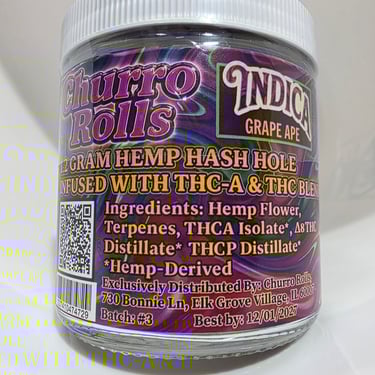 Churro
Rolls
INDICA
GRAPE APE
2 GRAM HEMP HASH HOLE
INFUSED WITH THC-A & THC BLEN
Ingredients: Hemp Flower,
Terpenes, THCA Isolate*, Δ8THC
Distillate* THCP Distillate*
*Hemp-Derived
Exclusively Distributed By: Churro Rolls,
730 Bonnie Ln, Elk Grove Village, IL
Batch: #3 Best by: 12/01/2027